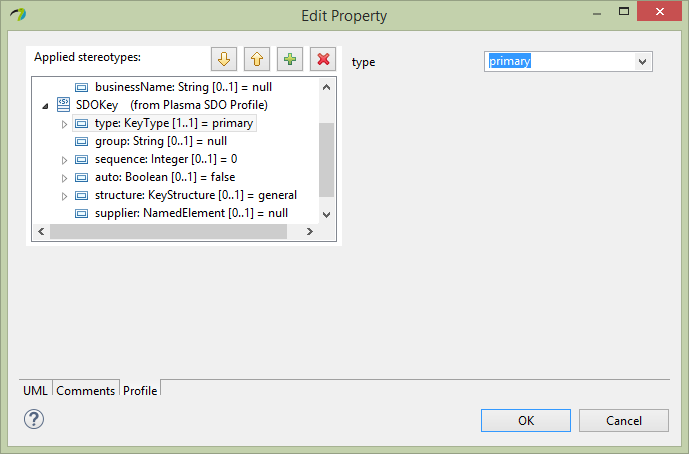 Edit Property
Applied stereotypes:
type
primary
businessName: String [0..1] = null
SDOKey (from Plasma SDO Profile)
type: KeyType [1..1] = primary
group: String [0..1] = null
sequence: Integer [0..1] = 0
auto: Boolean [0..1] = false
structure: KeyStructure [0..1] = general
supplier: NamedElement [0..1] = null
UML Comments Profile
OK Cancel